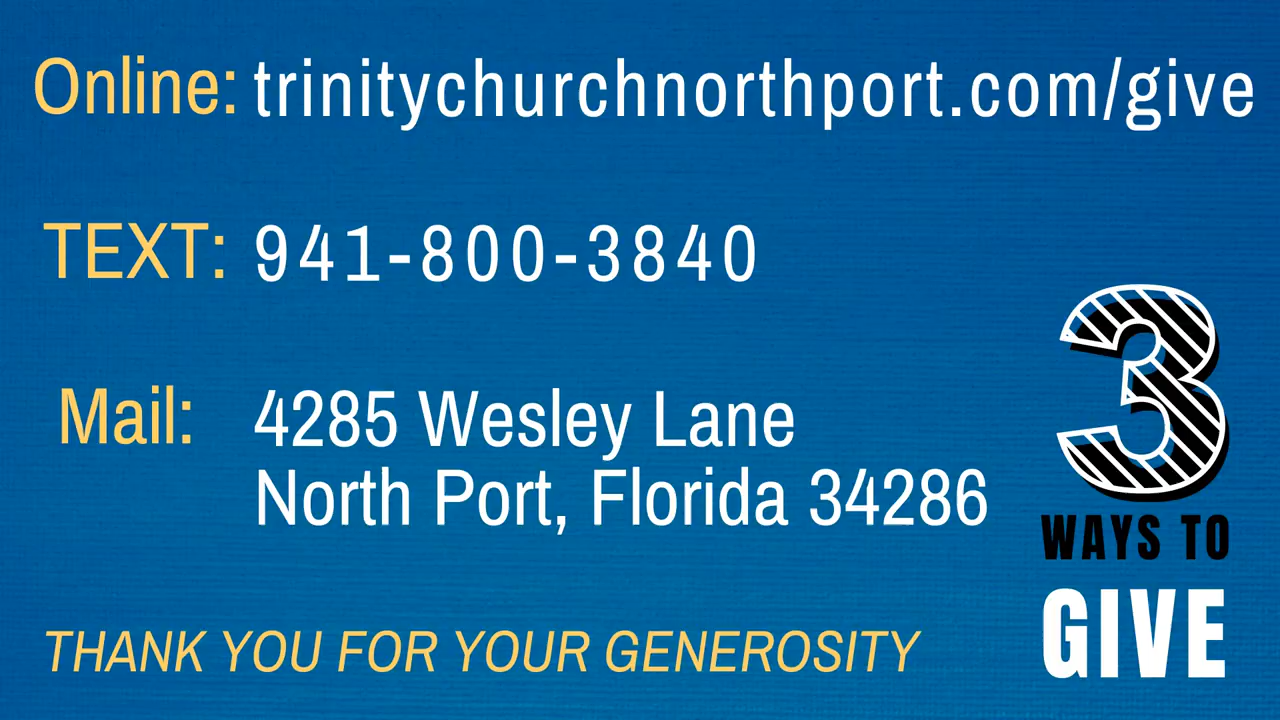 Online: trinitychurchnorthport.com/give
TEXT: 941-800-3840
Mail: 4285 Wesley Lane
North Port, Florida 34286
THANK YOU FOR YOUR GENEROSITY
3
WAYS TO
GIVE